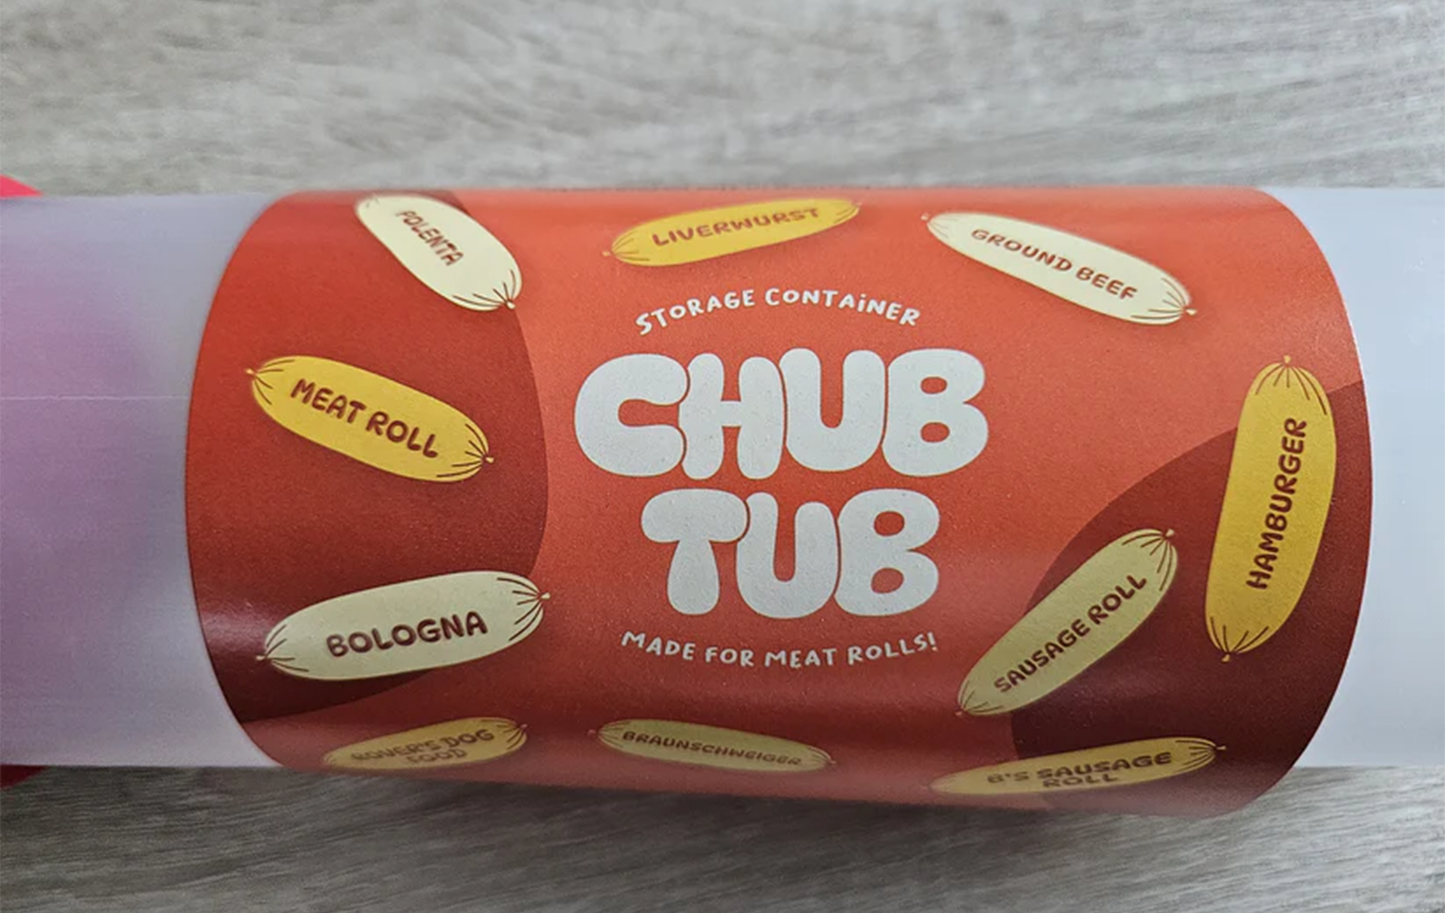 POLENTA
LIVERWURST
GROUND BEEF
STORAGE CONTAINER
CHUB
TUB
MADE FOR MEAT ROLLS!
MEAT ROLL
HAMBURGER
BOLOGNA
SAUSAGE ROLL
ROVER'S DOG
FOOD
BRAUNSCHWEIGER
B'S SAUSAGE
ROLL